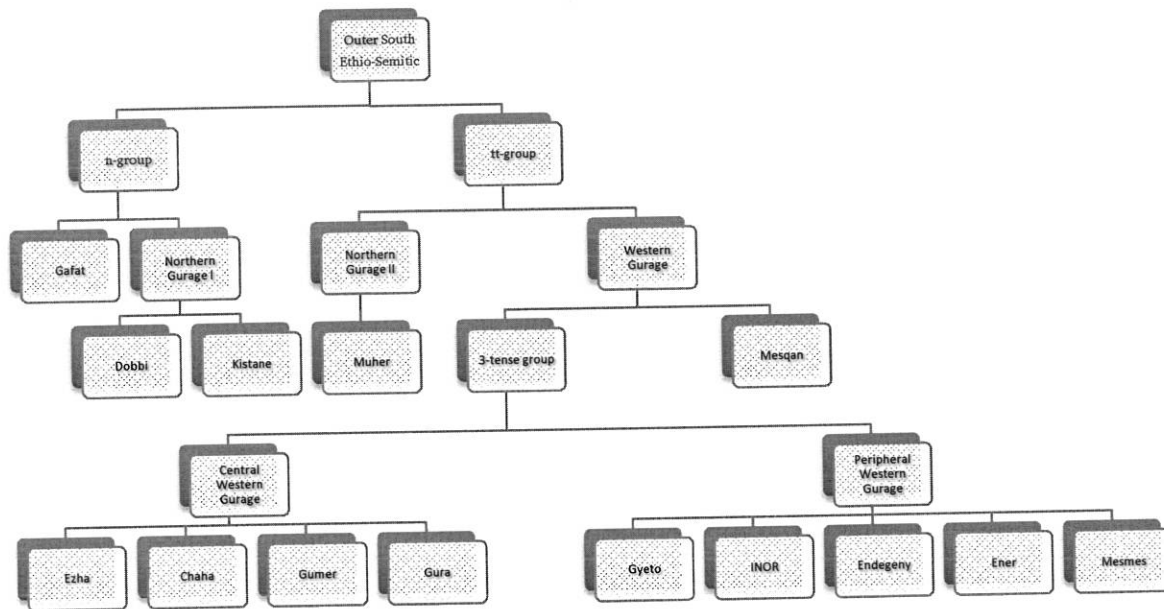 Outer South
Ethio-Semitic
n-group
tt-group
Gafat
Northern
Gurage I
Northern
Gurage II
Western
Gurage
Dobbi
Kistane
Muher
3-tense group
Mesqan
Central
Western
Gurage
Peripheral
Western
Gurage
Ezha
Chaha
Gumer
Gura
Gyeto
INOR
Endegeny
Ener
Mesmes